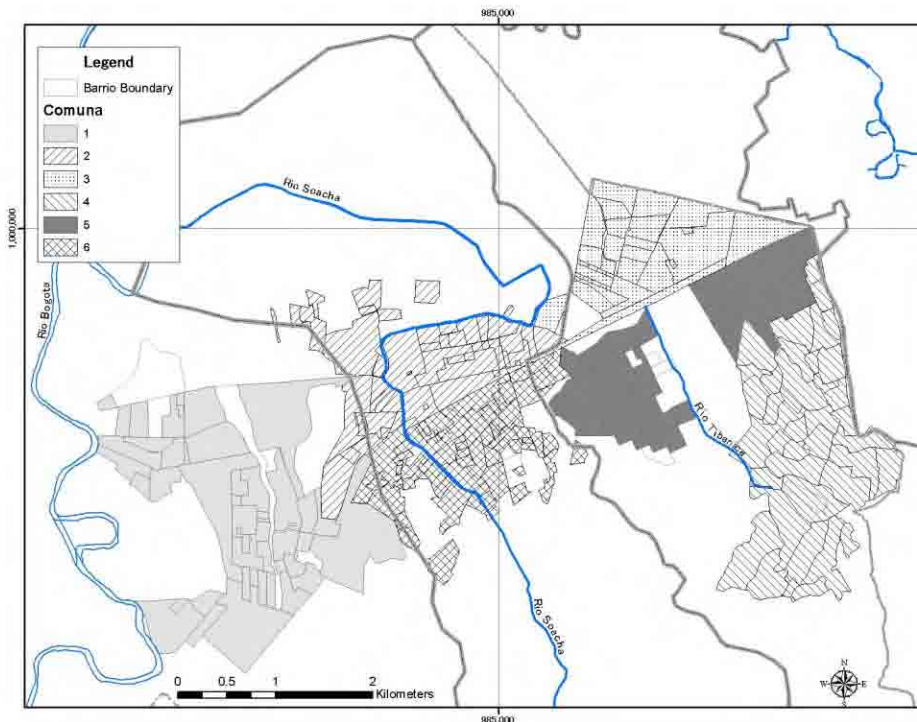 985,000
Legend
Barrio Boundary
Comuna
1
2
3
4
5
6
1,000,000
Rio Soacha
Rio Bogota
Rio Tibanica
Rio Soacha
0 0.5 1 2
Kilometers
N
W E
S
985,000